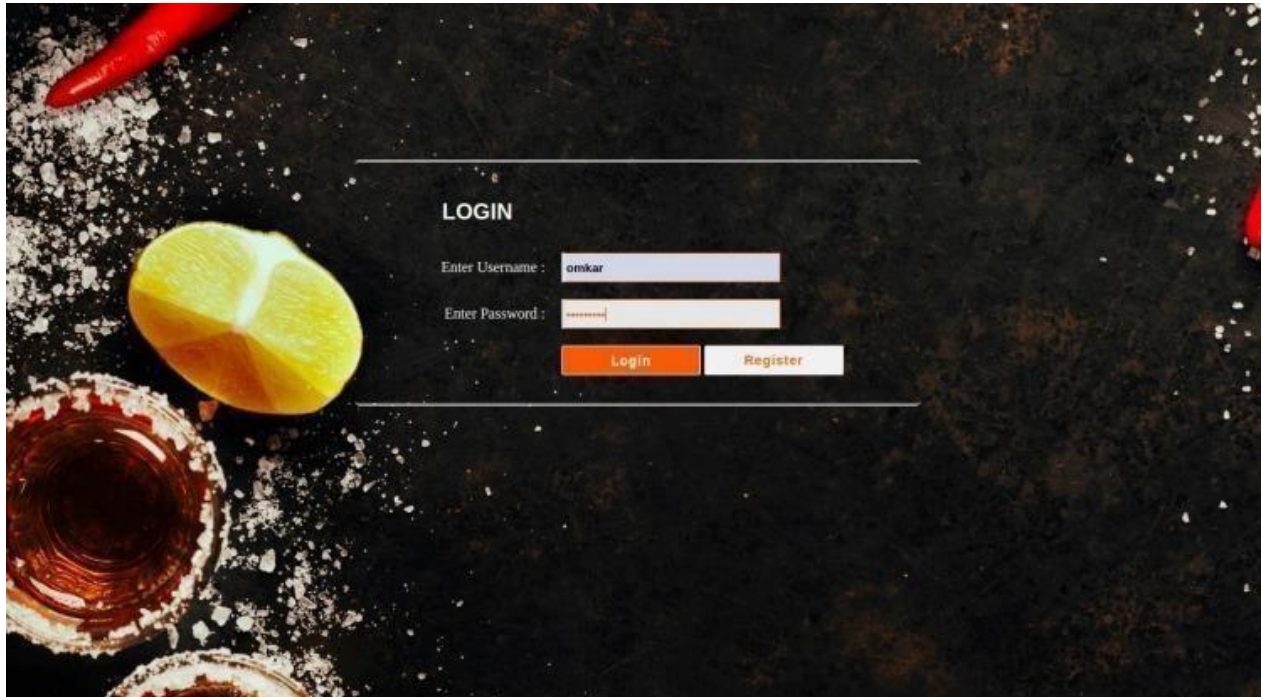 LOGIN
Enter Username : omkar
Enter Password : •••••••••
Login Register